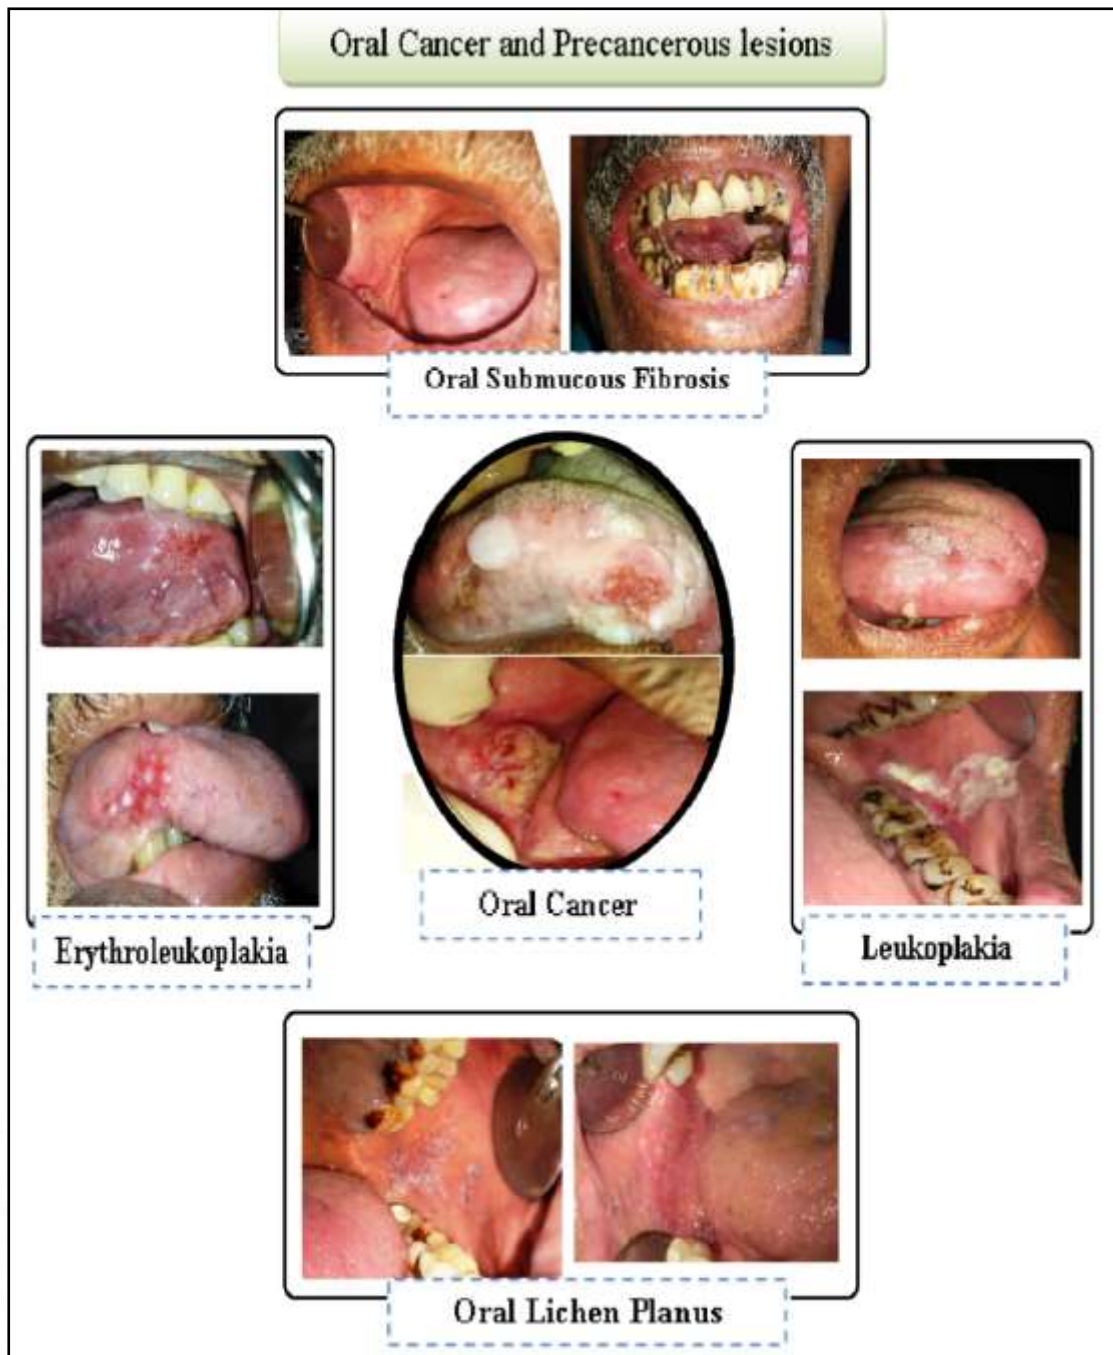 Oral Cancer and Precancerous lesions
Oral Submucous Fibrosis
Oral Cancer
Erythroleukoplakia
Leukoplakia
Oral Lichen Planus